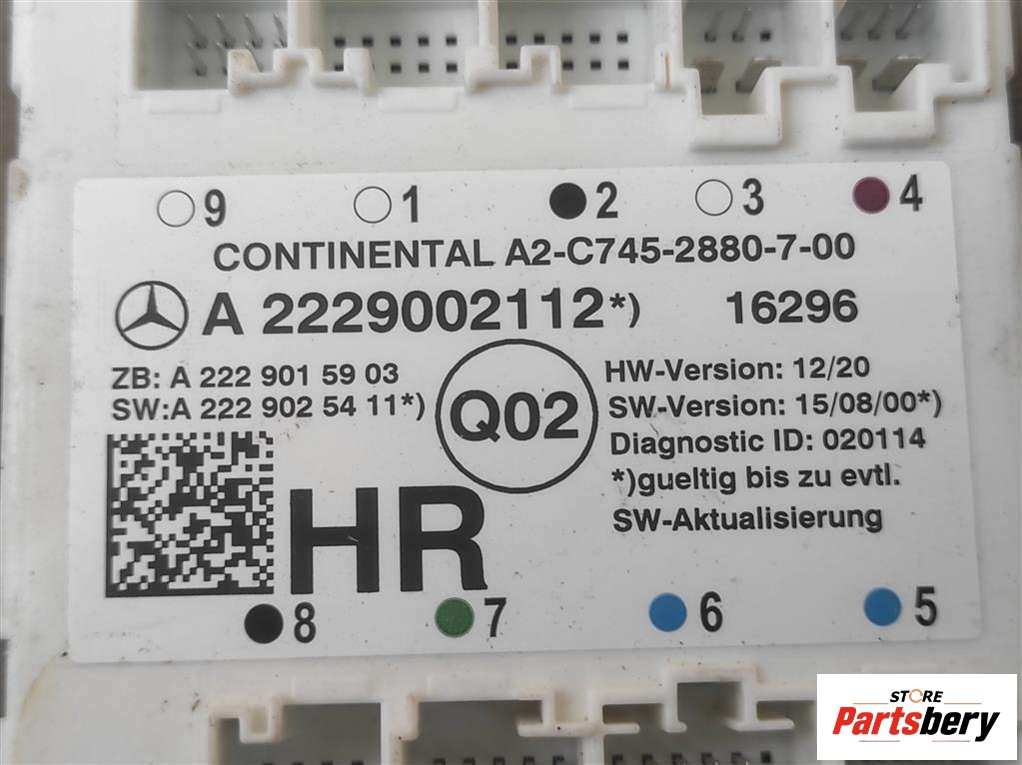 9 1 2 3 4
CONTINENTAL A2-C745-2880-7-00
A 2229002112*) 16296
ZB: A 222 901 59 03
SW:A 222 902 54 11*)
Q02
HW-Version: 12/20
SW-Version: 15/08/00*)
Diagnostic ID: 020114
*)gueltig bis zu evtl.
SW-Aktualisierung
HR
8 7 6 5
STORE
Partsbery